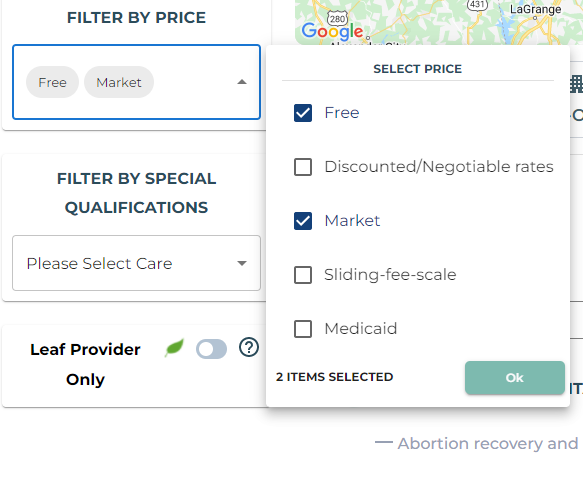 FILTER BY PRICE
Free
Market
431
LaGrange
280
Google
SELECT PRICE
Free
Discounted/Negotiable rates
Market
Sliding-fee-scale
Medicaid
2 ITEMS SELECTED
Ok
FILTER BY SPECIAL
QUALIFICATIONS
Please Select Care
Leaf Provider
Only
Abortion recovery and